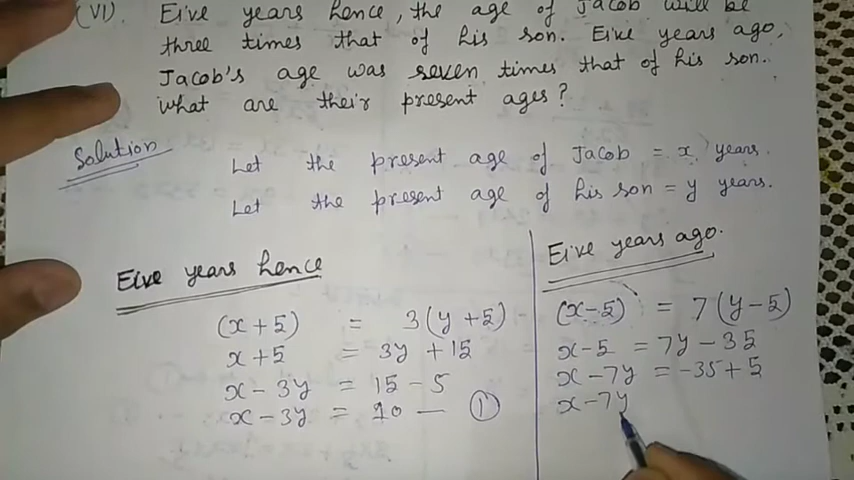 (VI). Five years hence, the age of Jacob will be
three times that of his son. Five years ago,
Jacob's age was seven times that of his son.
what are their present ages?
Solution
Let the present age of Jacob = x years.
Let the present age of his son = y years.
Five years hence
(x+5) = 3(y+5)
x+5 = 3y+15
x-3y = 15-5
x-3y = 10 — ①
Five years ago.
(x-5) = 7(y-5)
x-5 = 7y-35
x-7y = -35+5
x-7y